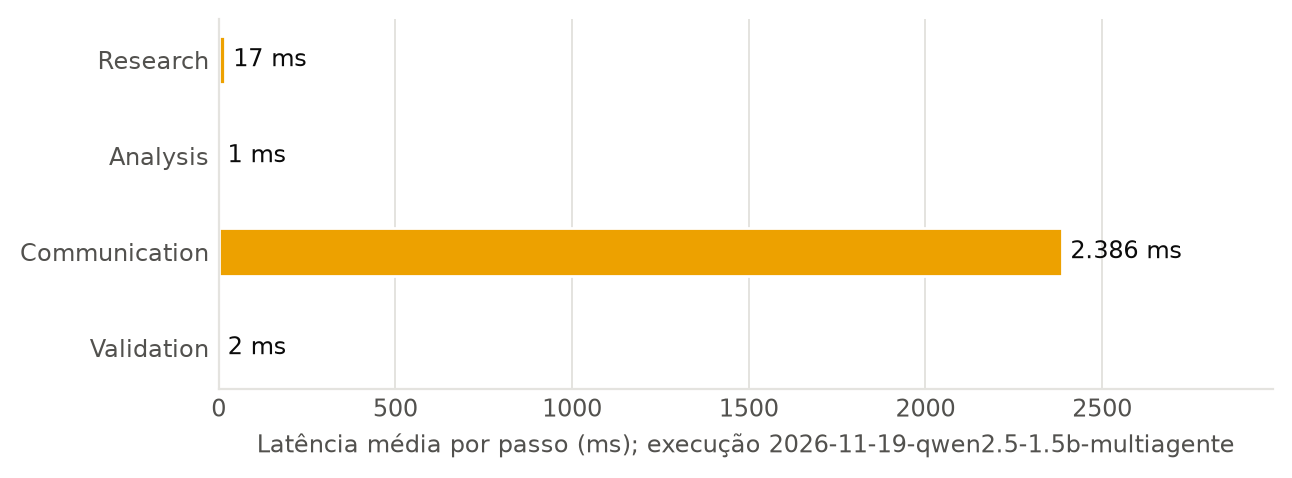 Research 17 ms
Analysis 1 ms
Communication 2.386 ms
Validation 2 ms
0 500 1000 1500 2000 2500
Latência média por passo (ms); execução 2026-11-19-qwen2.5-1.5b-multiagente